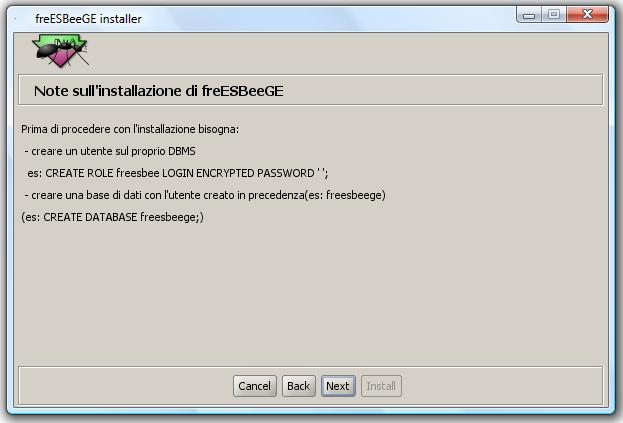 freESBeeGE installer
Note sull'installazione di freESBeeGE
Prima di procedere con l'installazione bisogna:
- creare un utente sul proprio DBMS
es: CREATE ROLE freesbee LOGIN ENCRYPTED PASSWORD ' ';
- creare una base di dati con l'utente creato in precedenza(es: freesbeege)
(es: CREATE DATABASE freesbeege;)
Cancel Back Next Install